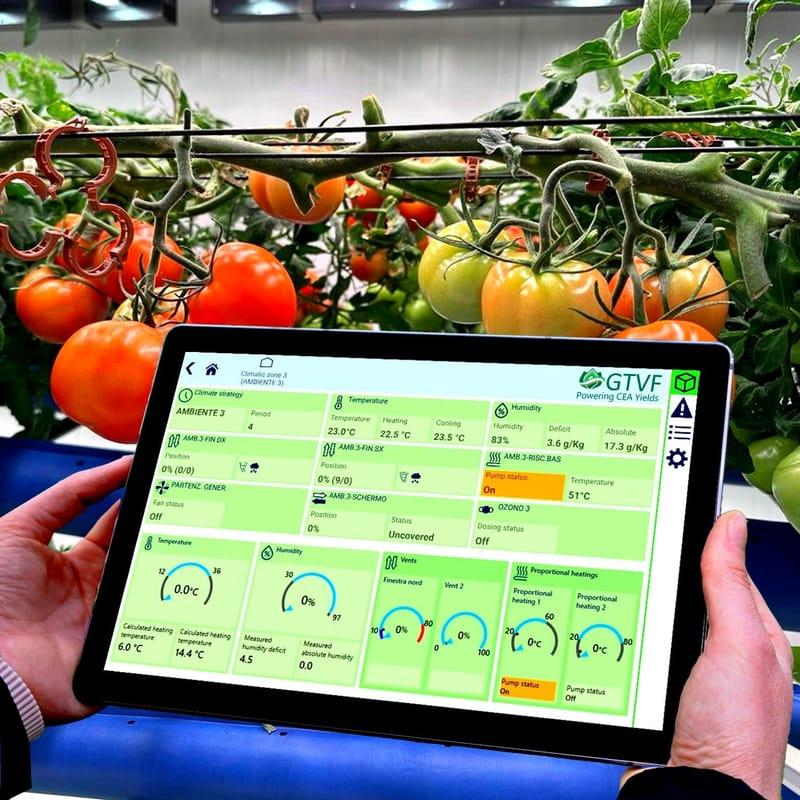 Climatic zone 3
(AMBIENTE 3)
GTVF
Powering CEA Yields
Climate strategy
AMBIENTE 3
Period
4
Temperature
Temperature Heating Cooling
23.0°C 22.5 °C 23.5 °C
Humidity
Humidity Deficit Absolute
83% 3.6 g/Kg 17.3 g/Kg
AMB.3-FIN.DX
Position
0% (0/0)
AMB.3-FIN.SX
Position
0% (9/0)
AMB.3-RISC.BAS
Pump status Temperature
On 51°C
PARTENZ. GENER.
Fan status
Off
AMB.3-SCHERMO
Position Status
0% Uncovered
OZONO 3
Dosing status
Off
Temperature
12 36
0.0°C
Calculated heating temperature
6.0 °C
Calculated heating temperature
14.4 °C
Humidity
30
0%
97
Measured humidity deficit
4.5
Measured absolute humidity
0.0
Vents
Finestra nord Vent 2
10 80
0% 0%
0 100
Proportional heatings
Proportional heating 1
60
20
0°C
Pump status
On
Proportional heating 2
20 80
0°C
Pump status
Off